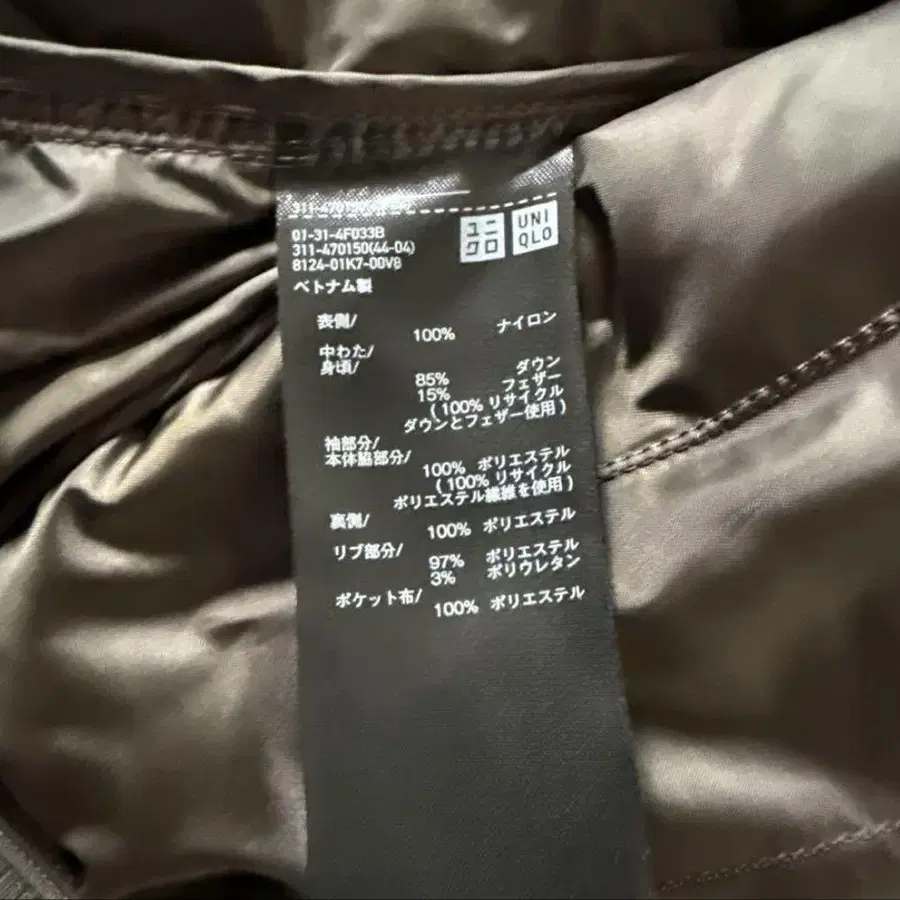 311-470150
ユニ
クロ
UNI
QLO
01-31-4F033B
311-470150(44-04)
8124-01K7-00V8
ベトナム製
表側/
100% ナイロン
中わた/
身頃/
85% ダウン
15% フェザー
(100% リサイクル
ダウンとフェザー使用)
袖部分/
本体脇部分/
100% ポリエステル
(100% リサイクル
ポリエステル繊維を使用)
裏側/
100% ポリエステル
リブ部分/
97% ポリエステル
3% ポリウレタン
ポケット布/
100% ポリエステル